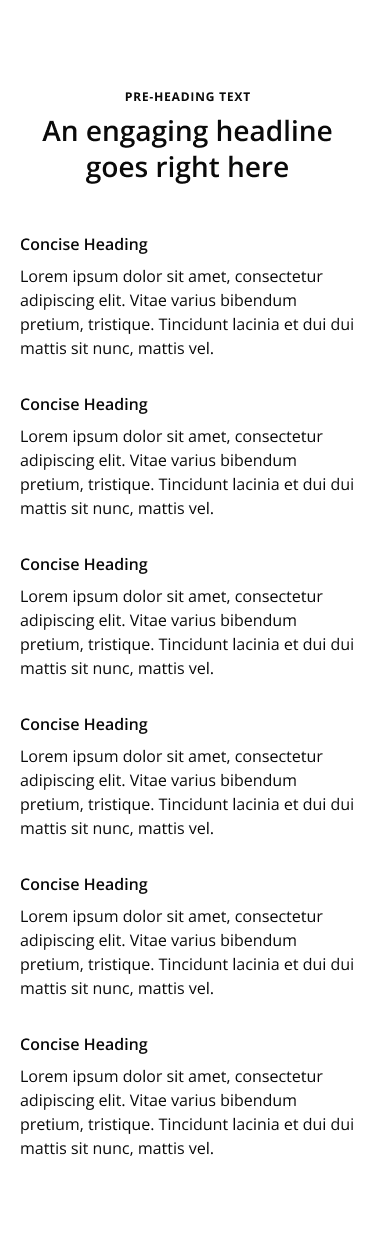 PRE-HEADING TEXT
An engaging headline
goes right here
Concise Heading
Lorem ipsum dolor sit amet, consectetur
adipiscing elit. Vitae varius bibendum
pretium, tristique. Tincidunt lacinia et dui dui
mattis sit nunc, mattis vel.
Concise Heading
Lorem ipsum dolor sit amet, consectetur
adipiscing elit. Vitae varius bibendum
pretium, tristique. Tincidunt lacinia et dui dui
mattis sit nunc, mattis vel.
Concise Heading
Lorem ipsum dolor sit amet, consectetur
adipiscing elit. Vitae varius bibendum
pretium, tristique. Tincidunt lacinia et dui dui
mattis sit nunc, mattis vel.
Concise Heading
Lorem ipsum dolor sit amet, consectetur
adipiscing elit. Vitae varius bibendum
pretium, tristique. Tincidunt lacinia et dui dui
mattis sit nunc, mattis vel.
Concise Heading
Lorem ipsum dolor sit amet, consectetur
adipiscing elit. Vitae varius bibendum
pretium, tristique. Tincidunt lacinia et dui dui
mattis sit nunc, mattis vel.
Concise Heading
Lorem ipsum dolor sit amet, consectetur
adipiscing elit. Vitae varius bibendum
pretium, tristique. Tincidunt lacinia et dui dui
mattis sit nunc, mattis vel.